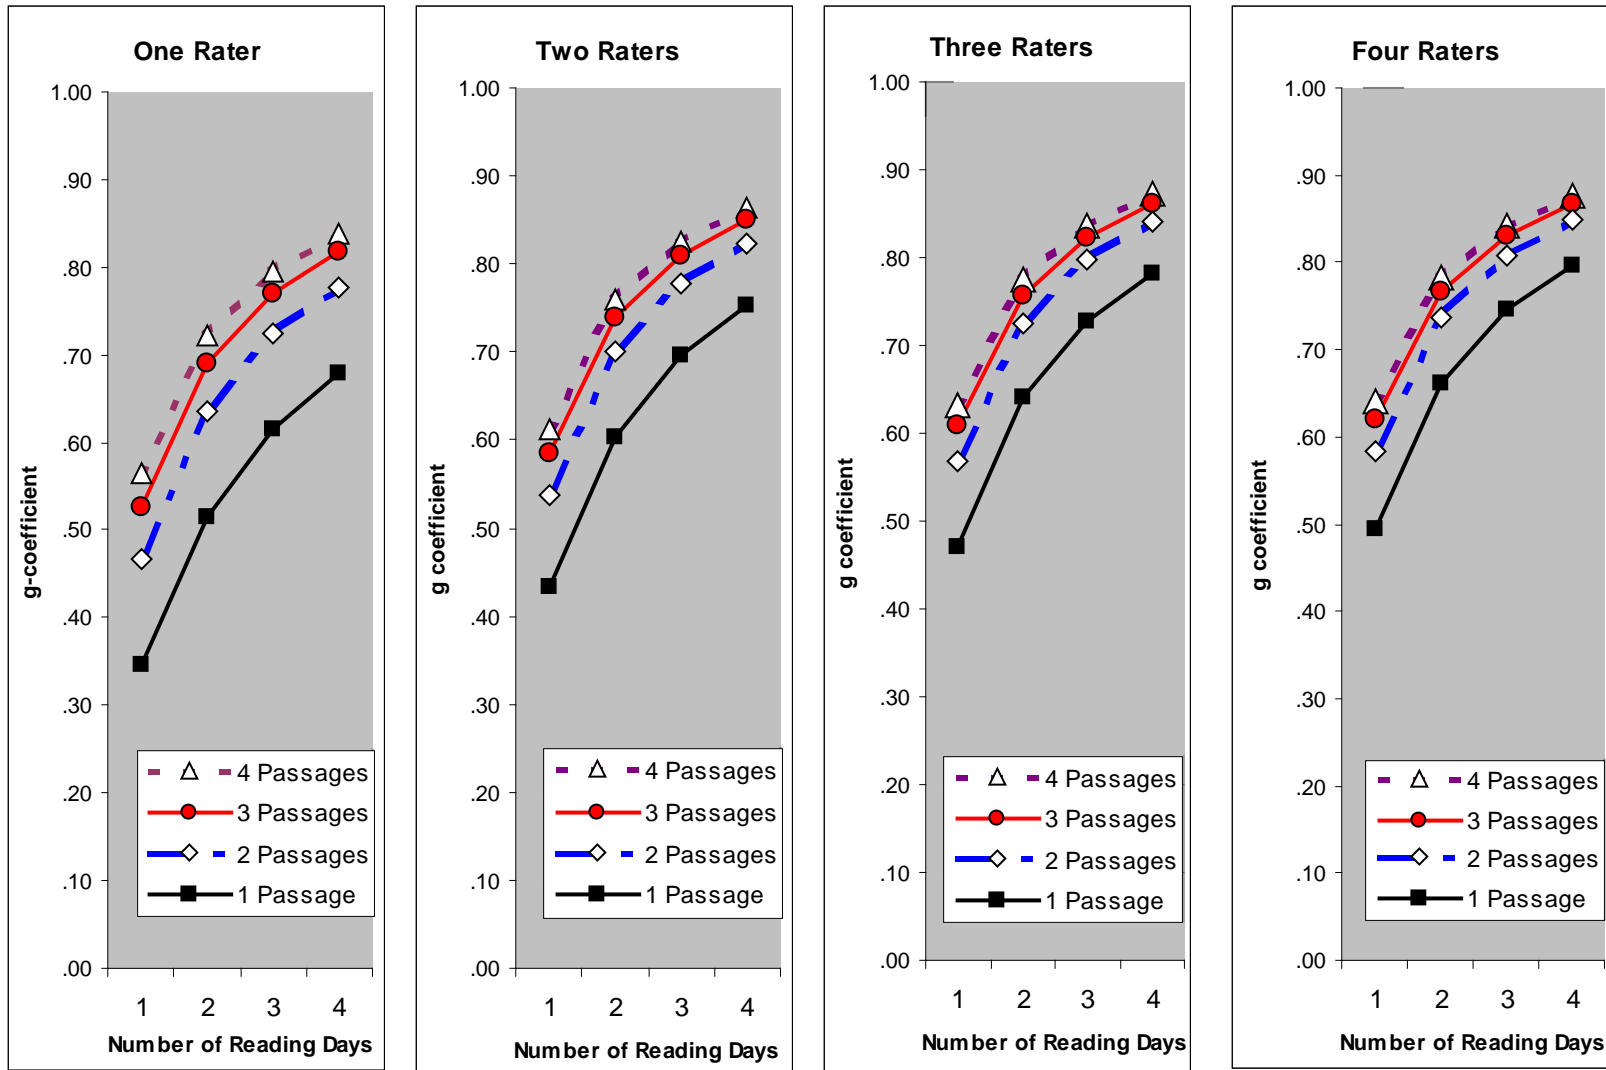 One Rater
1.00
.90
.80
.70
.60
.50
.40
.30
.20
.10
.00
g-coefficient
4 Passages
3 Passages
2 Passages
1 Passage
1 2 3 4
Number of Reading Days
Two Raters
1.00
.90
.80
.70
.60
.50
.40
.30
.20
.10
.00
g coefficient
4 Passages
3 Passages
2 Passages
1 Passage
1 2 3 4
Number of Reading Days
Three Raters
1.00
.90
.80
.70
.60
.50
.40
.30
.20
.10
.00
g coefficient
4 Passages
3 Passages
2 Passages
1 Passage
1 2 3 4
Number of Reading Days
Four Raters
1.00
.90
.80
.70
.60
.50
.40
.30
.20
.10
.00
g coefficient
4 Passages
3 Passages
2 Passages
1 Passage
1 2 3 4
Number of Reading Days